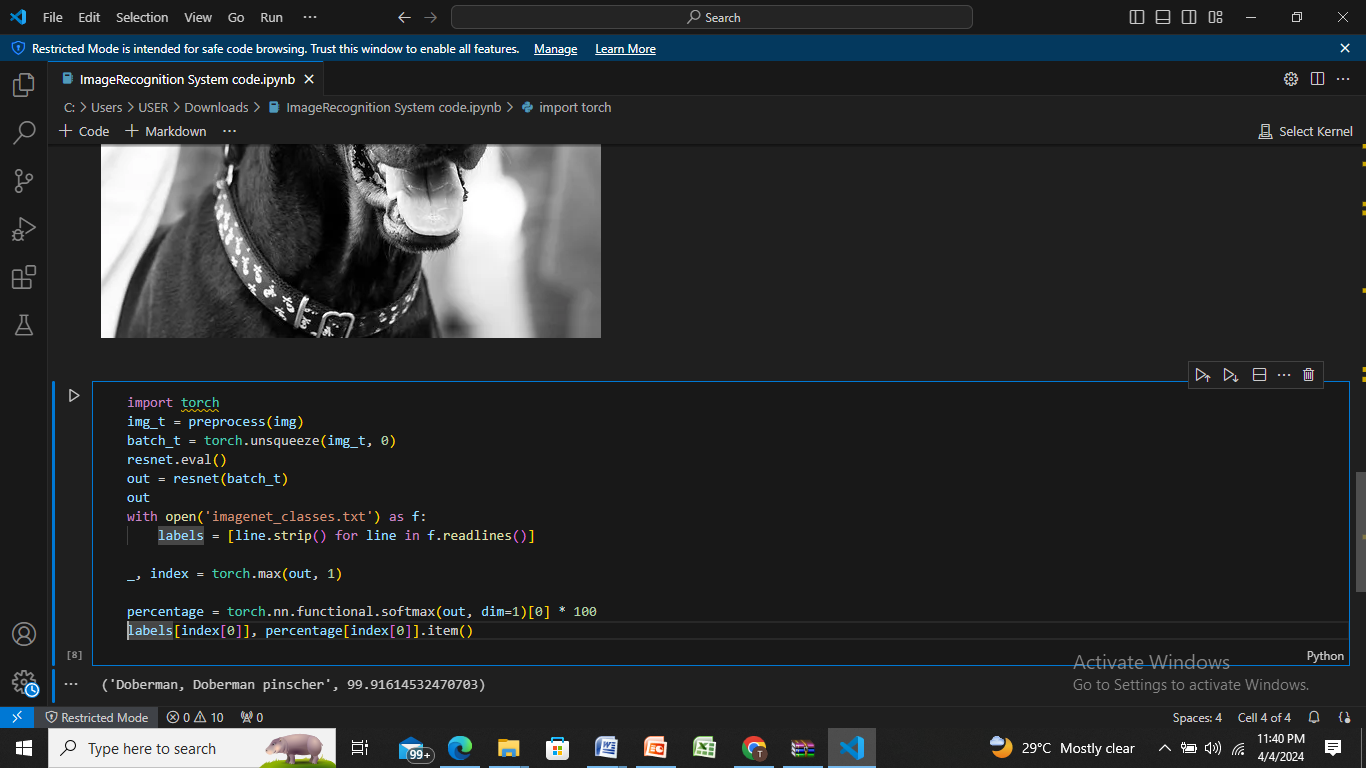 File Edit Selection View Go Run ··· Search
Restricted Mode is intended for safe code browsing. Trust this window to enable all features. Manage Learn More
ImageRecognition System code.ipynb
C: > Users > USER > Downloads > ImageRecognition System code.ipynb > import torch
+ Code + Markdown ··· Select Kernel
import torch
img_t = preprocess(img)
batch_t = torch.unsqueeze(img_t, 0)
resnet.eval()
out = resnet(batch_t)
out
with open('imagenet_classes.txt') as f:
    labels = [line.strip() for line in f.readlines()]
_, index = torch.max(out, 1)
percentage = torch.nn.functional.softmax(out, dim=1)[0] * 100
labels[index[0]], percentage[index[0]].item()
[8] Python
Activate Windows
Go to Settings to activate Windows.
('Doberman, Doberman pinscher', 99.91614532470703)
Restricted Mode 0 10 0 Spaces: 4 Cell 4 of 4
Type here to search 99+ T 29°C Mostly clear 11:40 PM
4/4/2024